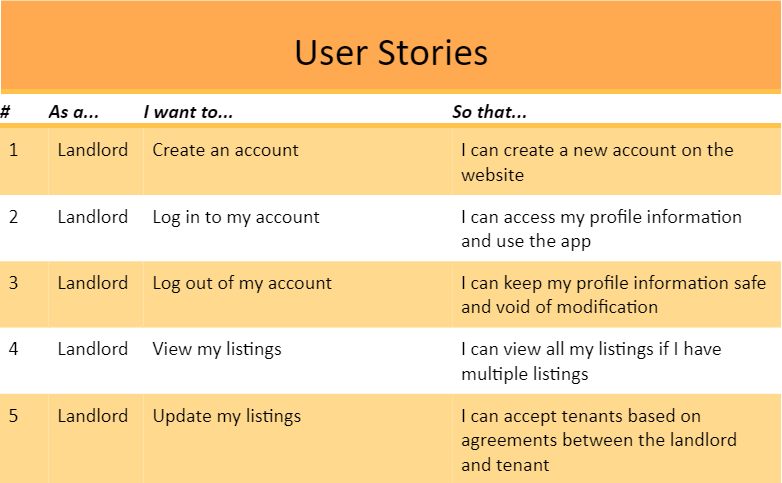 User Stories
# As a... I want to... So that...
1 Landlord Create an account I can create a new account on the
website
2 Landlord Log in to my account I can access my profile information
and use the app
3 Landlord Log out of my account I can keep my profile information safe
and void of modification
4 Landlord View my listings I can view all my listings if I have
multiple listings
5 Landlord Update my listings I can accept tenants based on
agreements between the landlord
and tenant